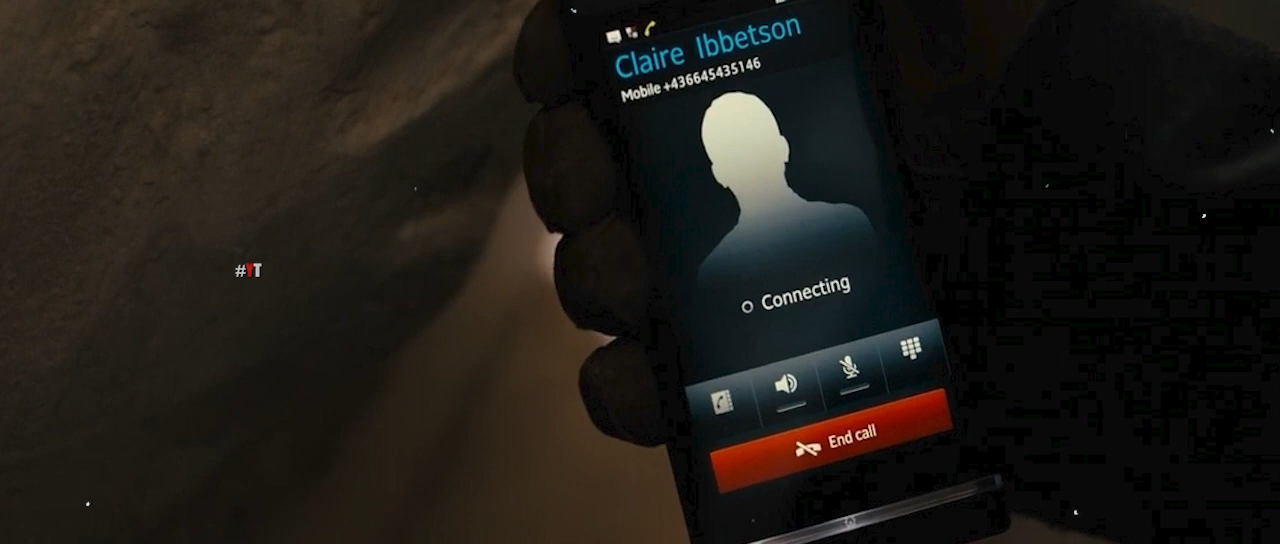 Claire Ibbetson
Mobile +436645435146
Connecting
End call
#YT